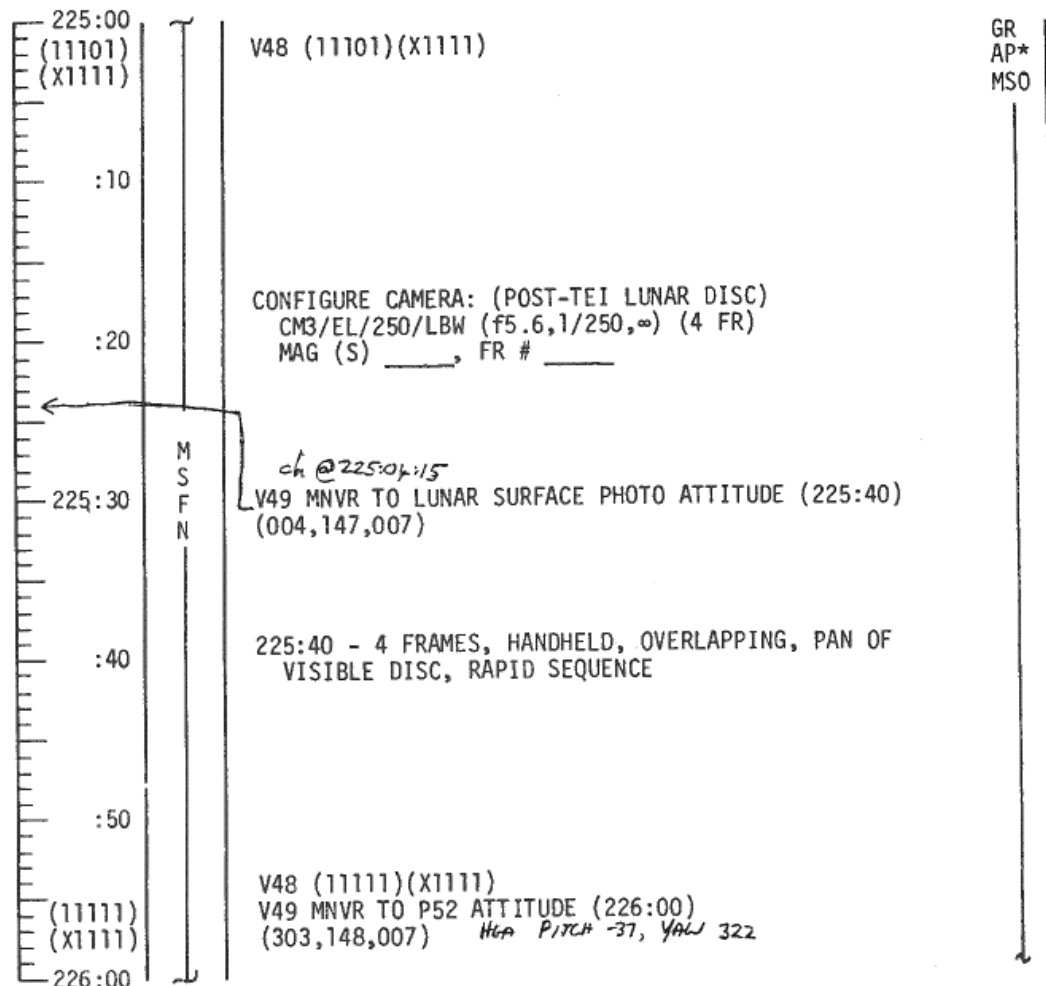 225:00
(11101)
(X1111)
V48 (11101)(X1111)
GR
AP*
MSO
:10
CONFIGURE CAMERA: (POST-TEI LUNAR DISC)
CM3/EL/250/LBW (f5.6,1/250,∞) (4 FR)
:20
MAG (S) _____, FR # _____
M
S
F
N
ch @ 225:04:15
225:30
V49 MNVR TO LUNAR SURFACE PHOTO ATTITUDE (225:40)
(004,147,007)
:40
225:40 - 4 FRAMES, HANDHELD, OVERLAPPING, PAN OF
VISIBLE DISC, RAPID SEQUENCE
:50
V48 (11111)(X1111)
(11111)
V49 MNVR TO P52 ATTITUDE (226:00)
(X1111)
(303,148,007) HGA PITCH -37, YAW 322
226:00